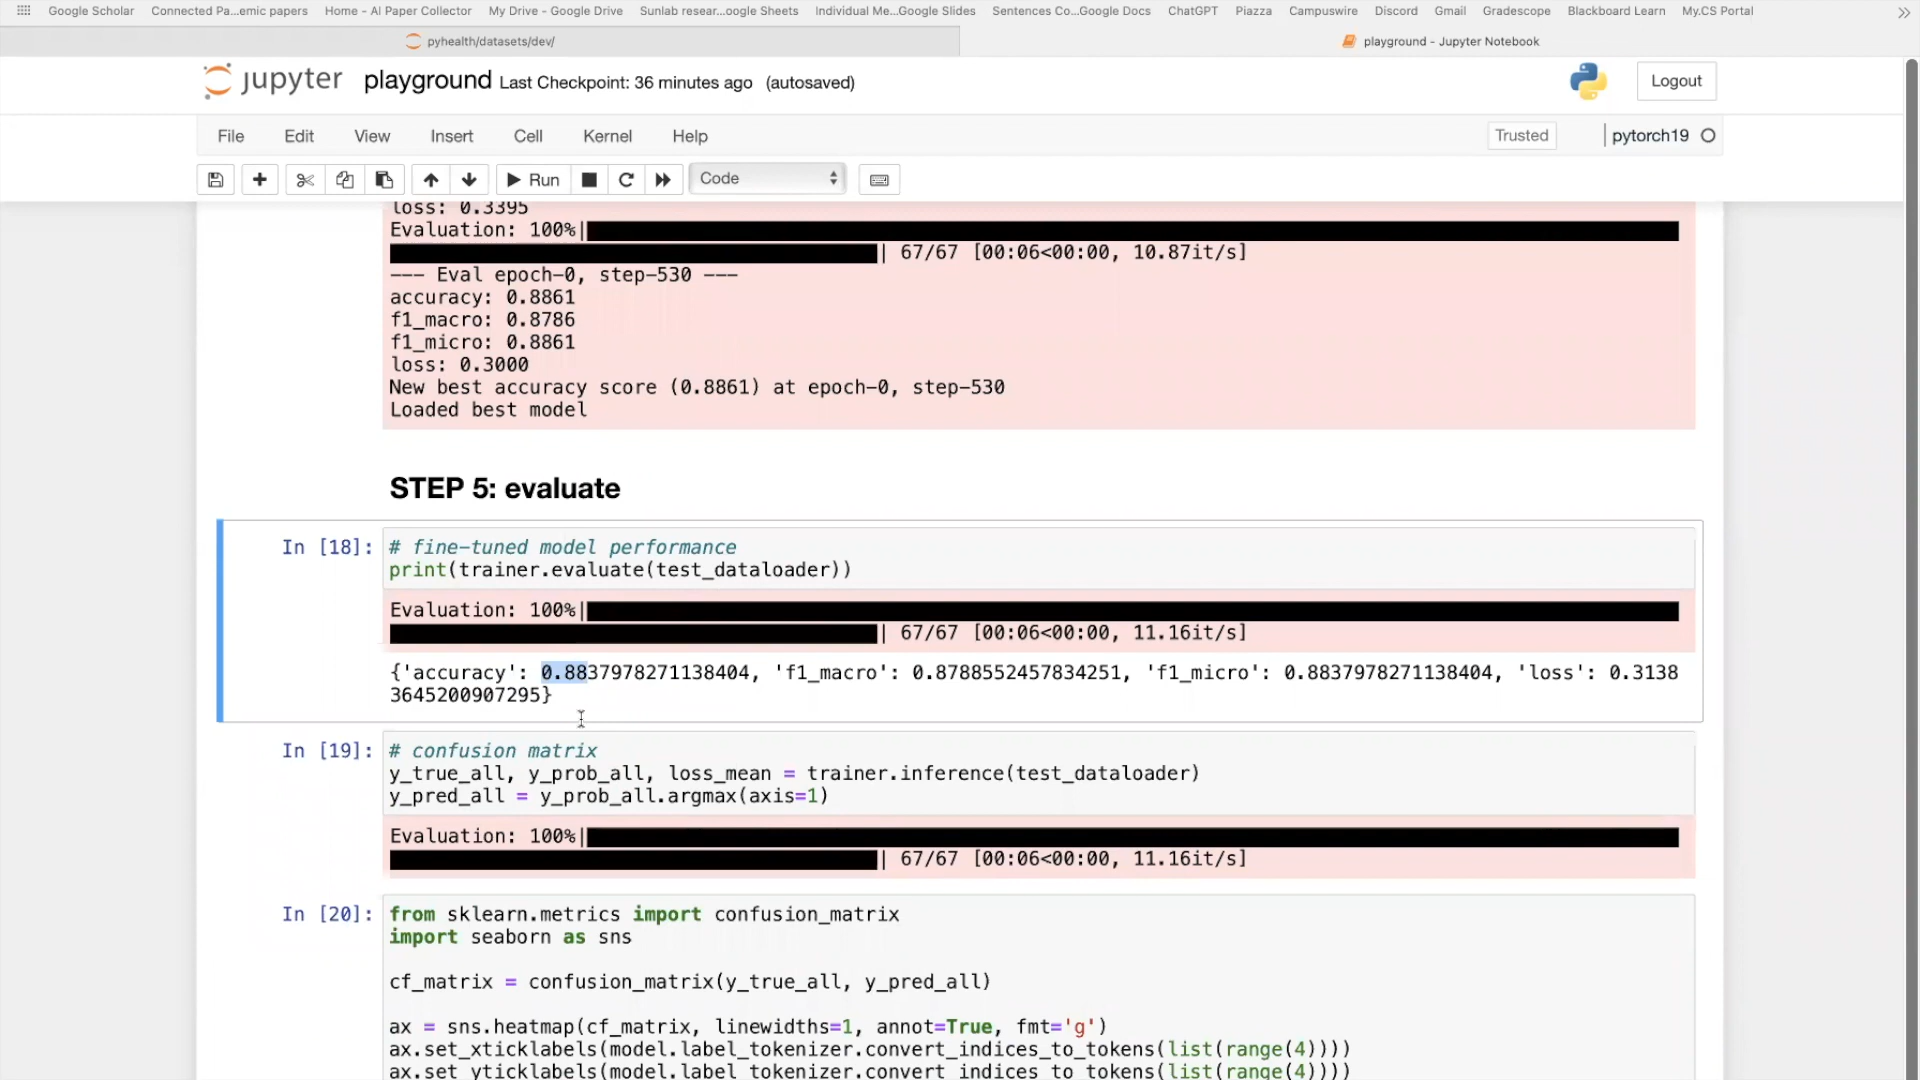 Google Scholar Connected Pa...emic papers Home - AI Paper Collector My Drive - Google Drive Sunlab resear...oogle Sheets Individual Me...Google Slides Sentences Co...Google Docs ChatGPT Piazza Campuswire Discord Gmail Gradescope Blackboard Learn My.CS Portal
pyhealth/datasets/dev/ playground - Jupyter Notebook
jupyter playground Last Checkpoint: 36 minutes ago (autosaved) Logout
File Edit View Insert Cell Kernel Help Trusted pytorch19
Run Code
loss: 0.3395
Evaluation: 100%|
| 67/67 [00:06<00:00, 10.87it/s]
--- Eval epoch-0, step-530 ---
accuracy: 0.8861
f1_macro: 0.8786
f1_micro: 0.8861
loss: 0.3000
New best accuracy score (0.8861) at epoch-0, step-530
Loaded best model
STEP 5: evaluate
In [18]: # fine-tuned model performance
print(trainer.evaluate(test_dataloader))
Evaluation: 100%|
| 67/67 [00:06<00:00, 11.16it/s]
{'accuracy': 0.8837978271138404, 'f1_macro': 0.8788552457834251, 'f1_micro': 0.8837978271138404, 'loss': 0.3138
3645200907295}
In [19]: # confusion matrix
y_true_all, y_prob_all, loss_mean = trainer.inference(test_dataloader)
y_pred_all = y_prob_all.argmax(axis=1)
Evaluation: 100%|
| 67/67 [00:06<00:00, 11.16it/s]
In [20]: from sklearn.metrics import confusion_matrix
import seaborn as sns
cf_matrix = confusion_matrix(y_true_all, y_pred_all)
ax = sns.heatmap(cf_matrix, linewidths=1, annot=True, fmt='g')
ax.set_xticklabels(model.label_tokenizer.convert_indices_to_tokens(list(range(4))))
ax.set_yticklabels(model.label_tokenizer.convert_indices_to_tokens(list(range(4))))